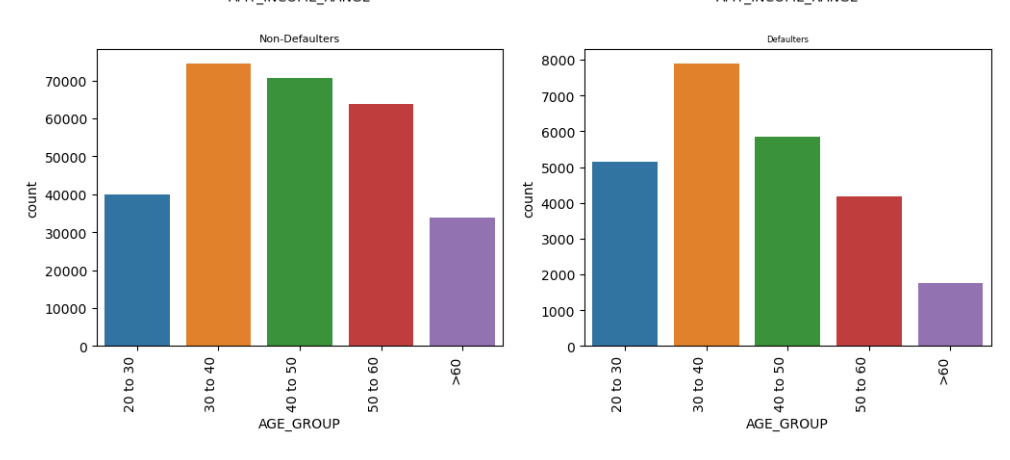 AMT_INCOME_RANGE
AMT_INCOME_RANGE
Non-Defaulters
70000
60000
50000
40000
30000
20000
10000
0
count
20 to 30
30 to 40
40 to 50
50 to 60
>60
AGE_GROUP
Defaulters
8000
7000
6000
5000
4000
3000
2000
1000
0
count
20 to 30
30 to 40
40 to 50
50 to 60
>60
AGE_GROUP